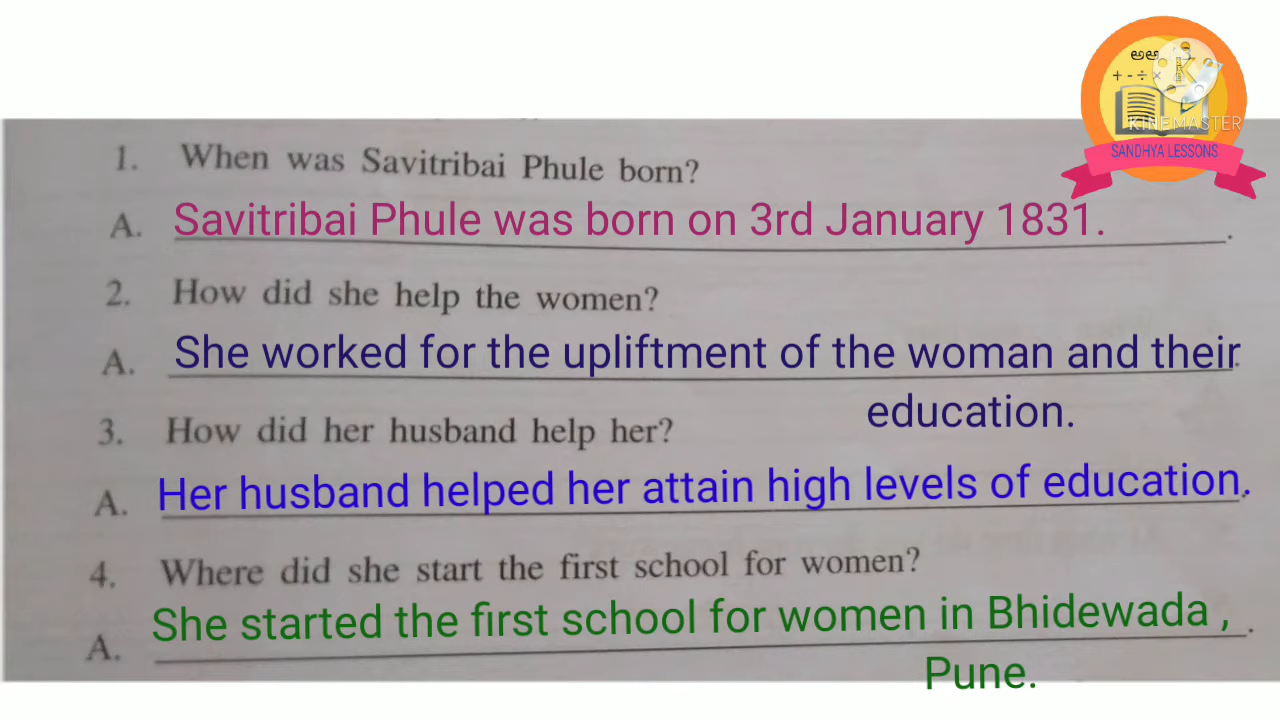 ಅಆ
+ - ÷ ×
KINEMASTER
SANDHYA LESSONS
1. When was Savitribai Phule born?
A. Savitribai Phule was born on 3rd January 1831.
2. How did she help the women?
A. She worked for the upliftment of the woman and their
education.
3. How did her husband help her?
A. Her husband helped her attain high levels of education.
4. Where did she start the first school for women?
A. She started the first school for women in Bhidewada ,
Pune.